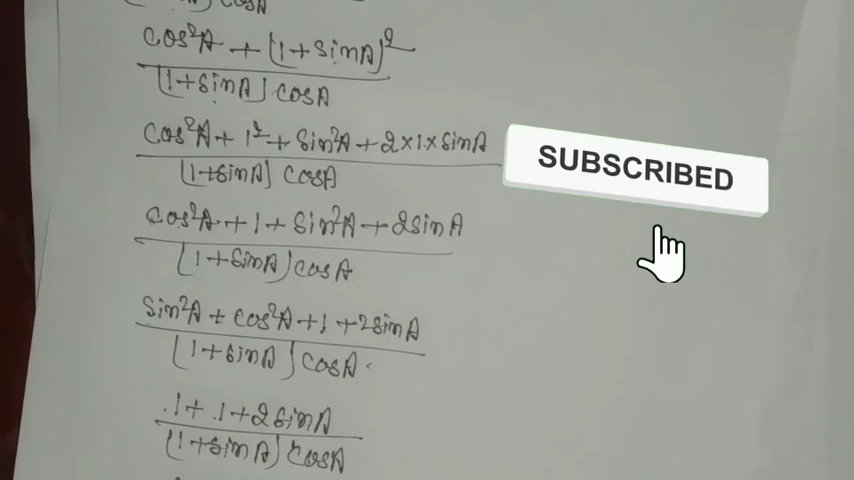 cosA
cos²A + (1+sinA)²
(1+sinA) cosA
cos²A + 1² + sin²A + 2×1×sinA
(1+sinA) cosA
SUBSCRIBED
cos²A + 1 + sin²A + 2sinA
(1+sinA) cosA
sin²A + cos²A + 1 + 2sinA
(1+sinA) cosA
1 + 1 + 2sinA
(1+sinA) cosA